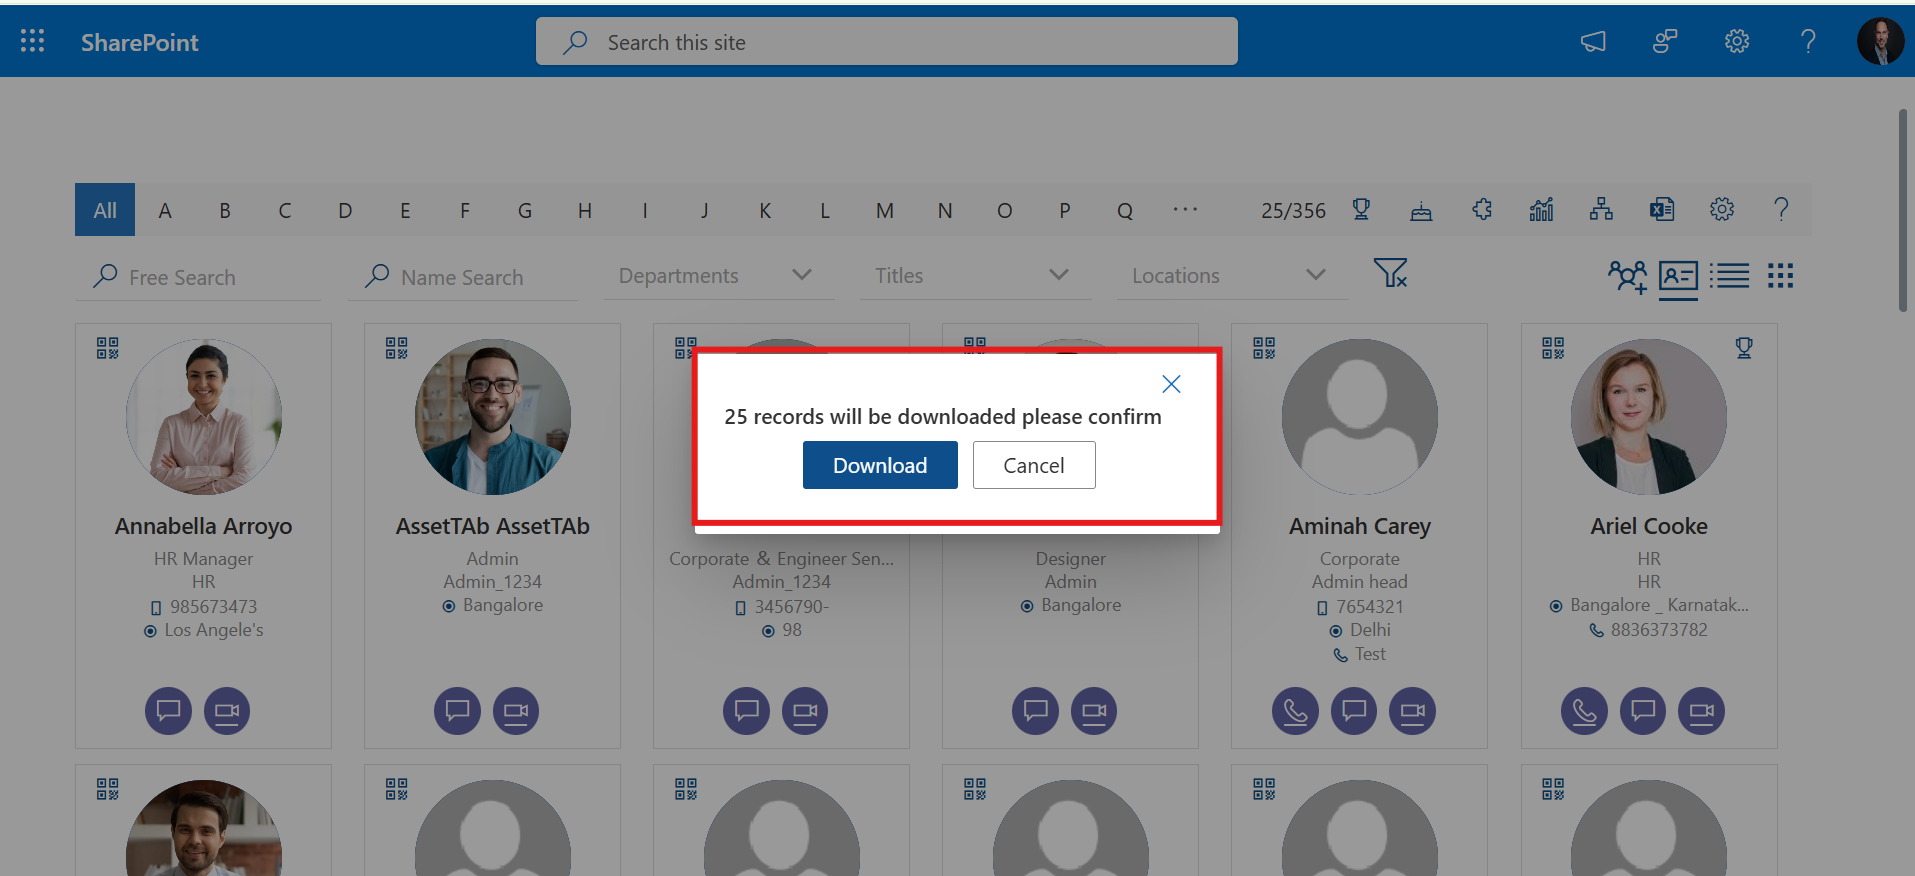 SharePoint
Search this site
All A B C D E F G H I J K L M N O P Q ... 25/356
Free Search Name Search Departments Titles Locations
25 records will be downloaded please confirm
Download Cancel
Annabella Arroyo
HR Manager
HR
985673473
Los Angele's
AssetTAb AssetTAb
Admin
Admin_1234
Bangalore
Corporate & Engineer Sen...
Admin_1234
3456790-
98
Designer
Admin
Bangalore
Aminah Carey
Corporate
Admin head
7654321
Delhi
Test
Ariel Cooke
HR
HR
Bangalore _ Karnatak...
8836373782